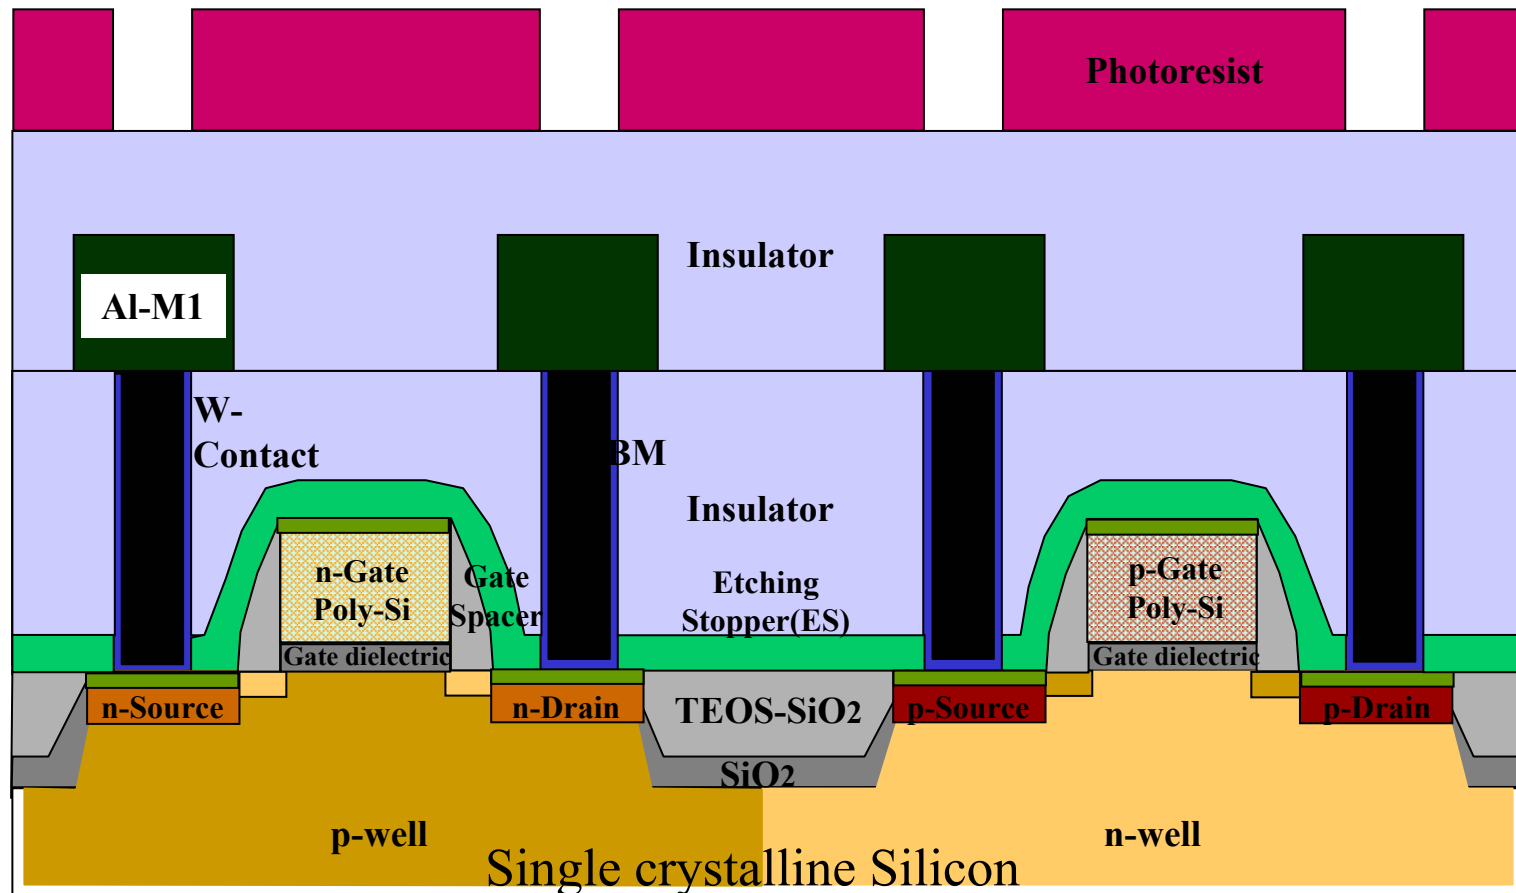 Photoresist
Insulator
Al-M1
W-
Contact
BM
Insulator
n-Gate
Poly-Si
Gate
Spacer
Etching
Stopper(ES)
p-Gate
Poly-Si
Gate dielectric
Gate dielectric
n-Source
n-Drain
TEOS-SiO2
p-Source
p-Drain
SiO2
p-well
n-well
Single crystalline Silicon